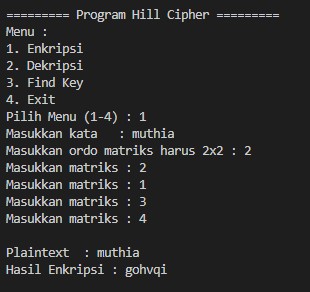 ========= Program Hill Cipher =========
Menu :
1. Enkripsi
2. Dekripsi
3. Find Key
4. Exit
Pilih Menu (1-4) : 1
Masukkan kata   : muthia
Masukkan ordo matriks harus 2x2 : 2
Masukkan matriks : 2
Masukkan matriks : 1
Masukkan matriks : 3
Masukkan matriks : 4

Plaintext  : muthia
Hasil Enkripsi : gohvqi